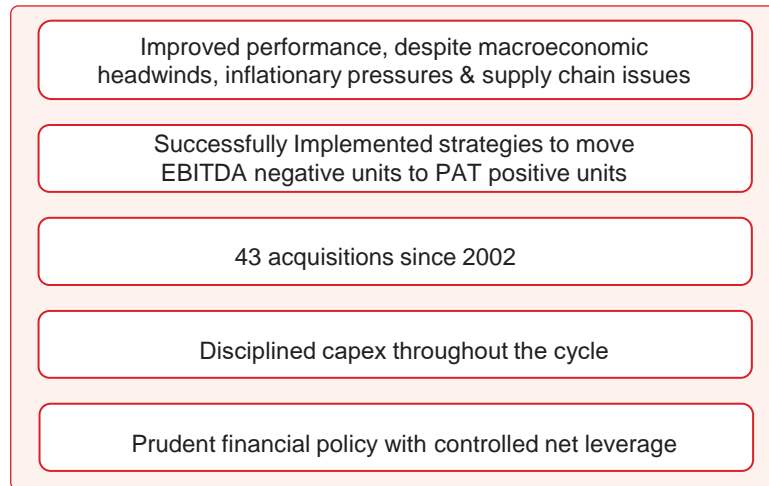 Improved performance, despite macroeconomic
headwinds, inflationary pressures & supply chain issues
Successfully Implemented strategies to move
EBITDA negative units to PAT positive units
43 acquisitions since 2002
Disciplined capex throughout the cycle
Prudent financial policy with controlled net leverage